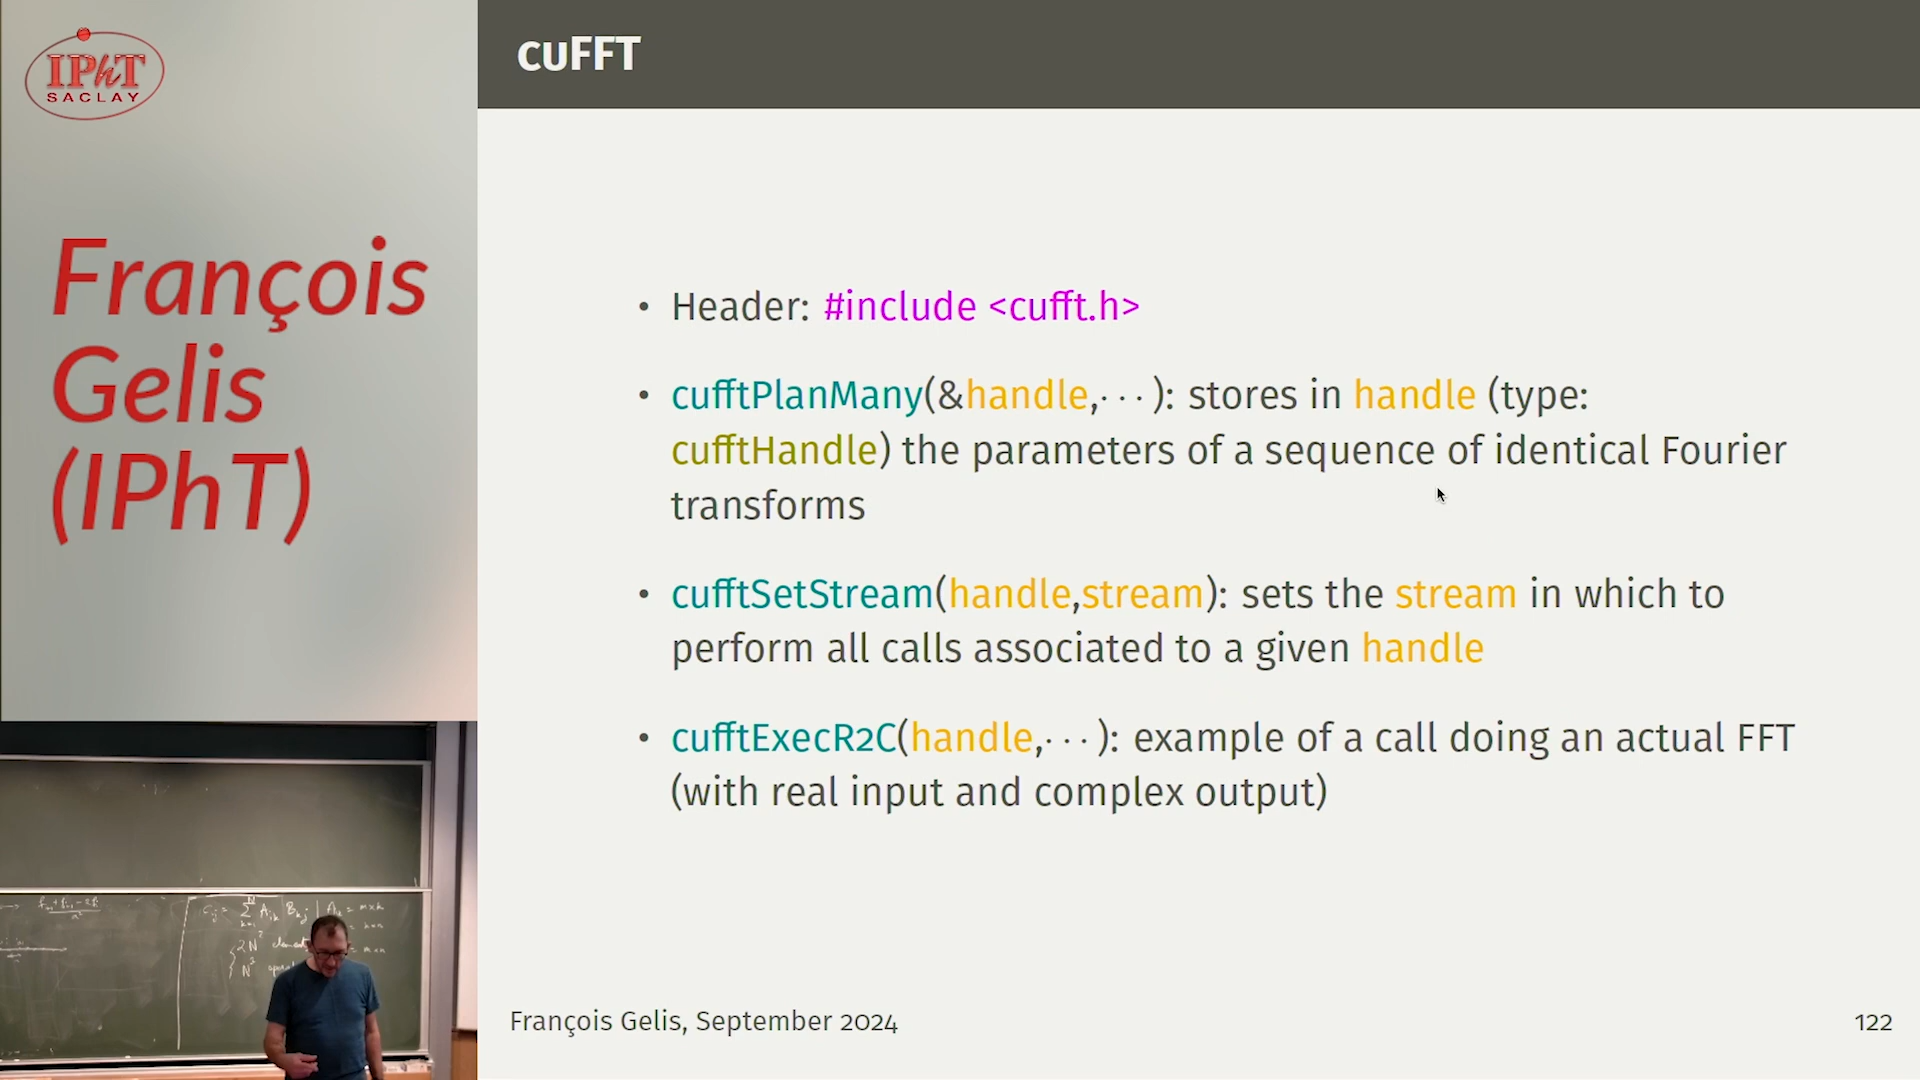 IPhT
SACLAY
François
Gelis
(IPhT)
cuFFT
• Header: #include <cufft.h>
• cufftPlanMany(&handle,···): stores in handle (type:
cufftHandle) the parameters of a sequence of identical Fourier
transforms
• cufftSetStream(handle,stream): sets the stream in which to
perform all calls associated to a given handle
• cufftExecR2C(handle,···): example of a call doing an actual FFT
(with real input and complex output)
François Gelis, September 2024
122